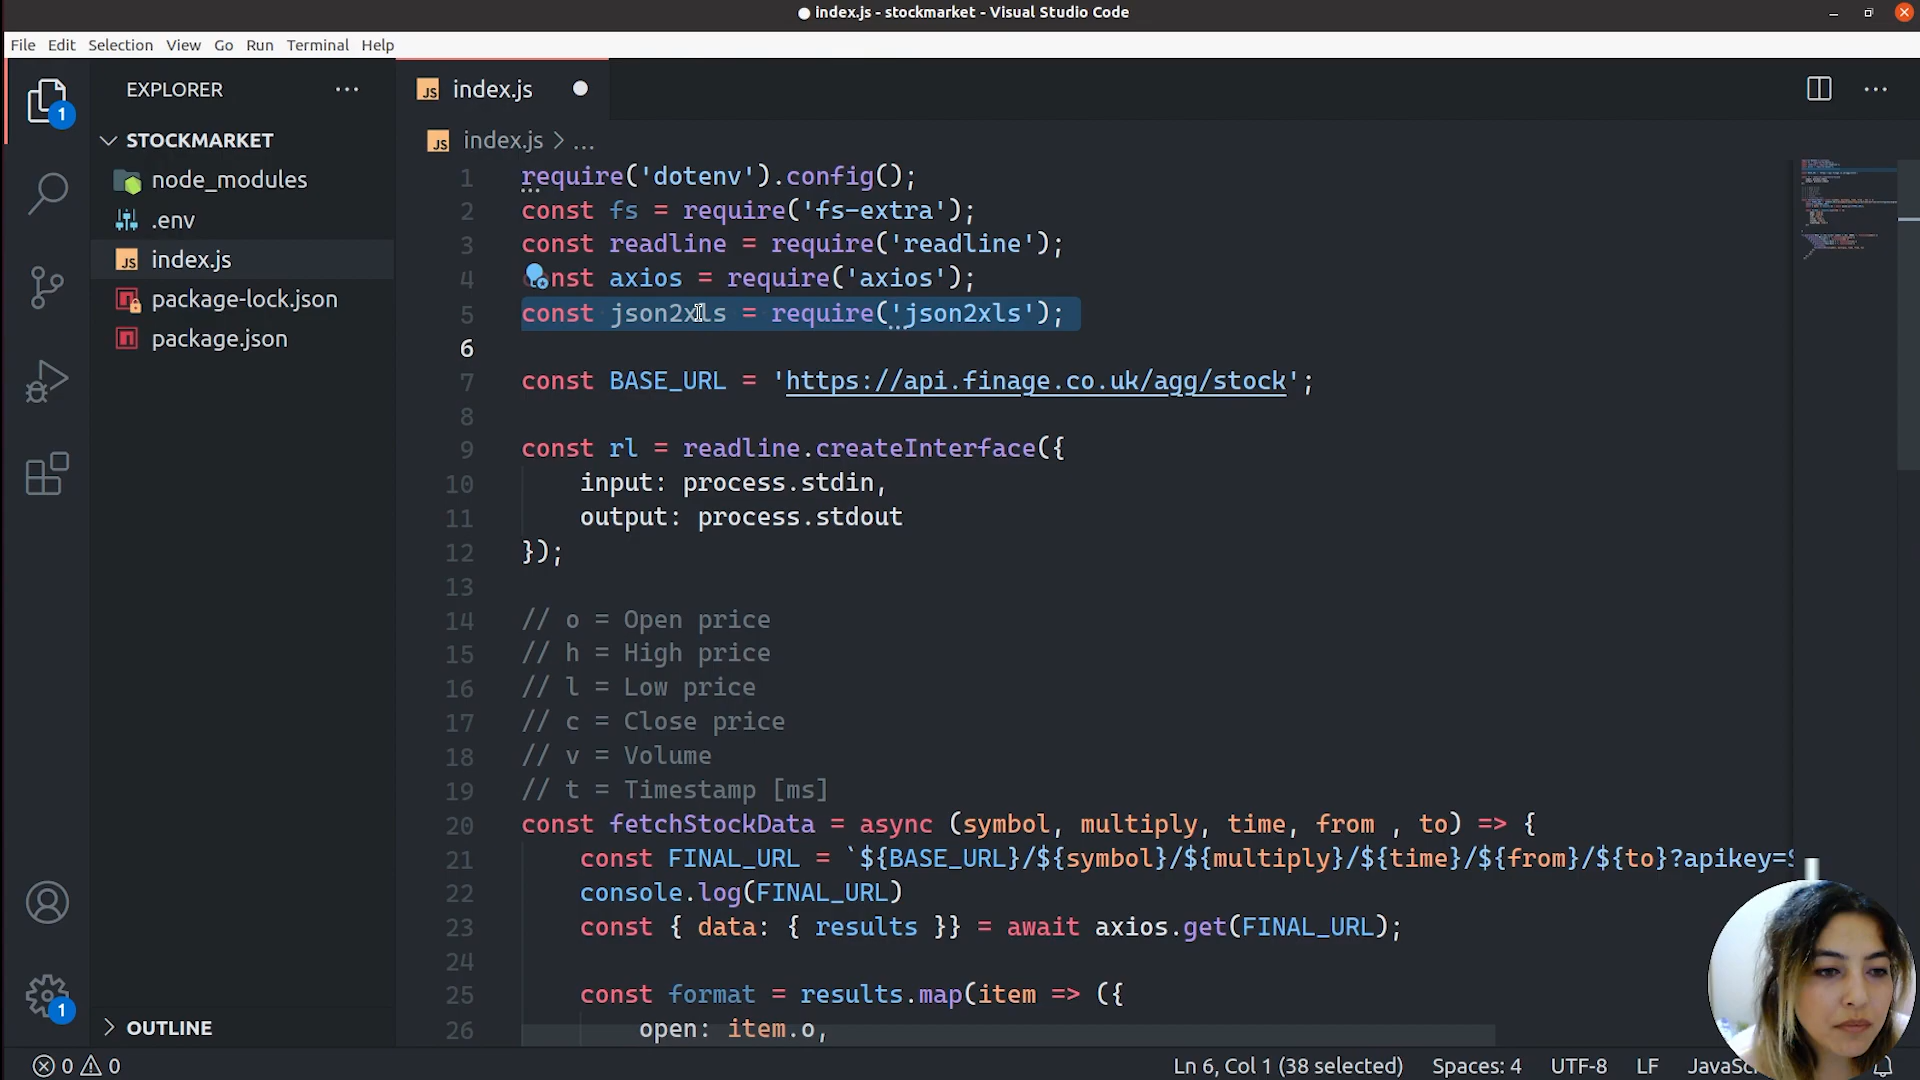 index.js - stockmarket - Visual Studio Code
File Edit Selection View Go Run Terminal Help
EXPLORER
index.js
1
STOCKMARKET
index.js > ...
node_modules
.env
index.js
package-lock.json
package.json
1 require('dotenv').config();
2 const fs = require('fs-extra');
3 const readline = require('readline');
4 nst axios = require('axios');
5 const json2xls = require('json2xls');
6
7 const BASE_URL = 'https://api.finage.co.uk/agg/stock';
8
9 const rl = readline.createInterface({
10 input: process.stdin,
11 output: process.stdout
12 });
13
14 // o = Open price
15 // h = High price
16 // l = Low price
17 // c = Close price
18 // v = Volume
19 // t = Timestamp [ms]
20 const fetchStockData = async (symbol, multiply, time, from , to) => {
21 const FINAL_URL = `${BASE_URL}/${symbol}/${multiply}/${time}/${from}/${to}?apikey=
22 console.log(FINAL_URL)
23 const { data: { results }} = await axios.get(FINAL_URL);
24
25 const format = results.map(item => ({
26 open: item.o,
1
OUTLINE
0 0
Ln 6, Col 1 (38 selected) Spaces: 4 UTF-8 LF